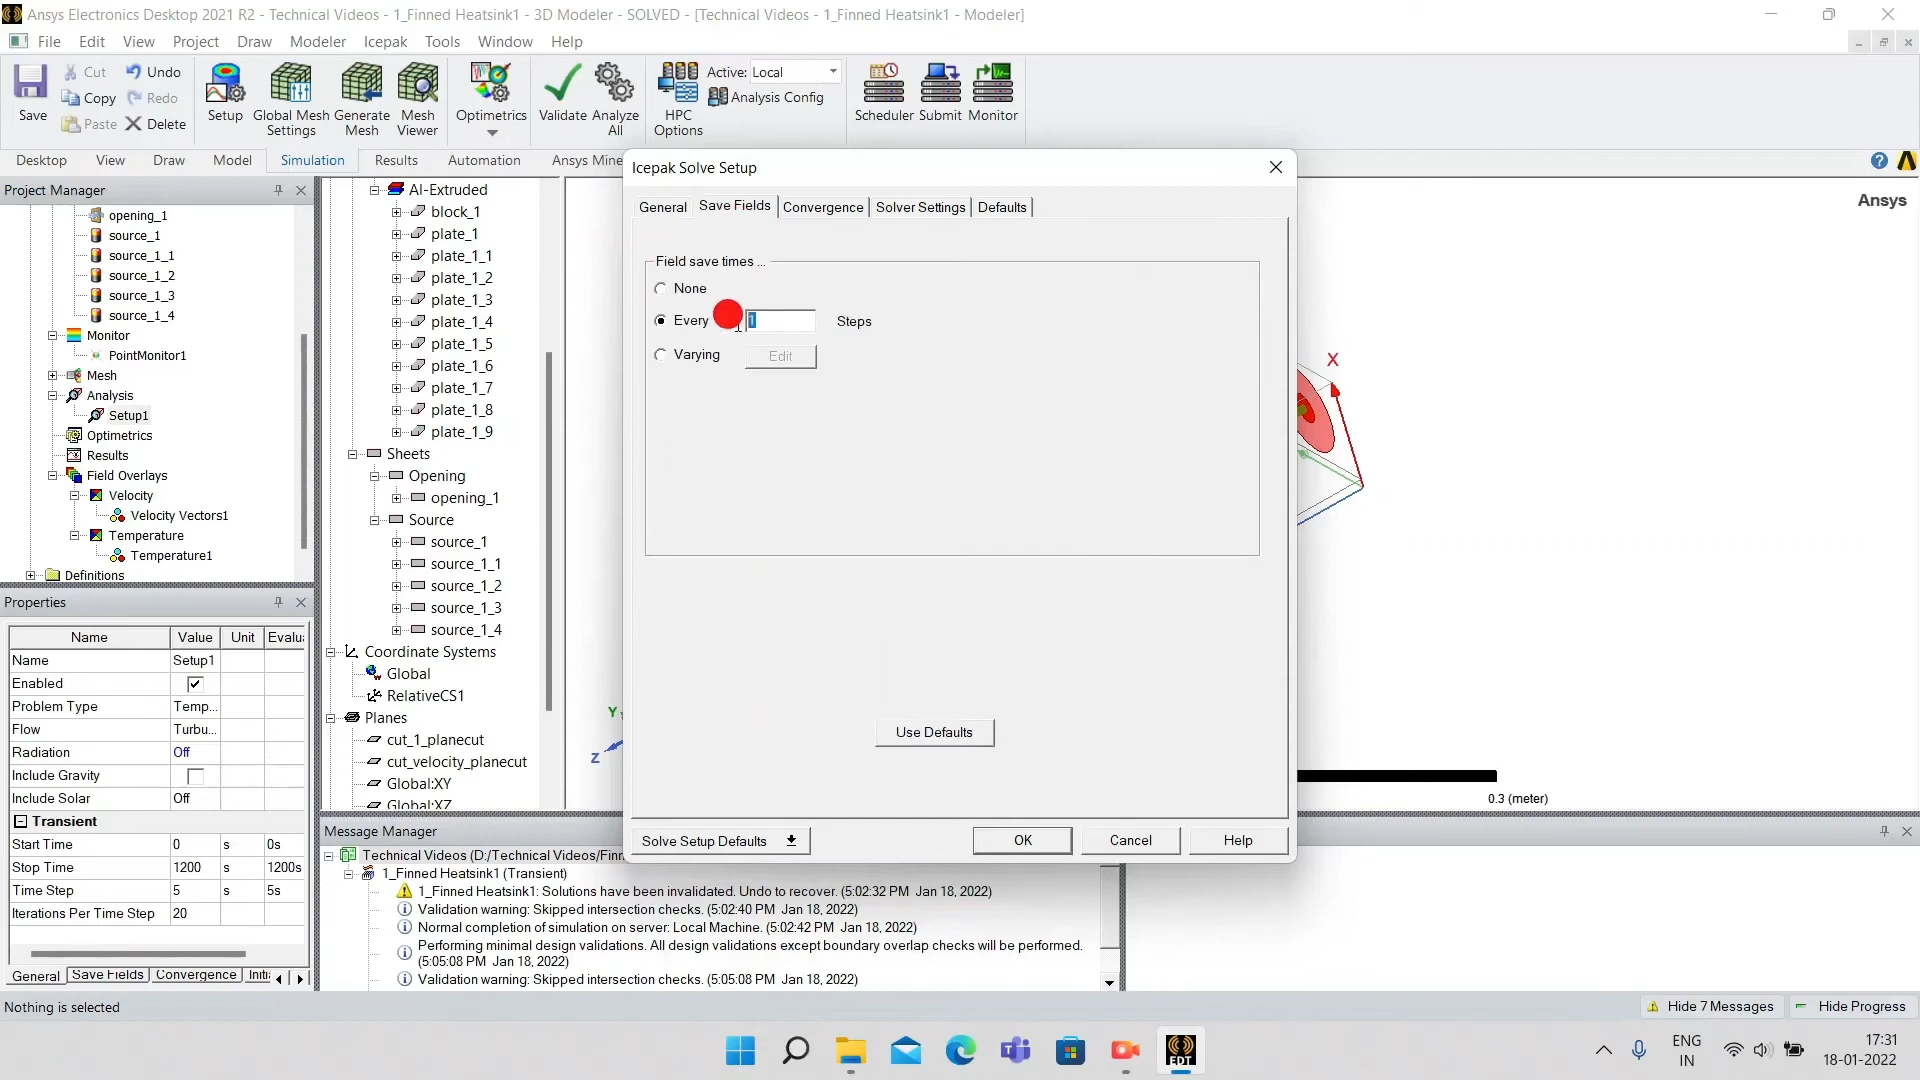 Ansys Electronics Desktop 2021 R2 - Technical Videos - 1_Finned Heatsink1 - 3D Modeler - SOLVED - [Technical Videos - 1_Finned Heatsink1 - Modeler]
File Edit View Project Draw Modeler Icepak Tools Window Help
Save
Cut
Copy
Paste
Undo
Redo
Delete
Setup
Global Mesh Settings
Generate Mesh
Mesh Viewer
Optimetrics
Validate
Analyze All
HPC Options
Active: Local
Analysis Config
Scheduler
Submit
Monitor
Desktop View Draw Model Simulation Results Automation Ansys Mine
Project Manager
opening_1
source_1
source_1_1
source_1_2
source_1_3
source_1_4
Monitor
PointMonitor1
Mesh
Analysis
Setup1
Optimetrics
Results
Field Overlays
Velocity
Velocity Vectors1
Temperature
Temperature1
Definitions
Properties
Name Value Unit Evalu
Name Setup1
Enabled
Problem Type Temp...
Flow Turbu...
Radiation Off
Include Gravity
Include Solar Off
Transient
Start Time 0 s 0s
Stop Time 1200 s 1200s
Time Step 5 s 5s
Iterations Per Time Step 20
General Save Fields Convergence Initi
Nothing is selected
Al-Extruded
block_1
plate_1
plate_1_1
plate_1_2
plate_1_3
plate_1_4
plate_1_5
plate_1_6
plate_1_7
plate_1_8
plate_1_9
Sheets
Opening
opening_1
Source
source_1
source_1_1
source_1_2
source_1_3
source_1_4
Coordinate Systems
Global
RelativeCS1
Planes
cut_1_planecut
cut_velocity_planecut
Global:XY
Global:XZ
Icepak Solve Setup
General Save Fields Convergence Solver Settings Defaults
Field save times ...
None
Every 1 Steps
Varying Edit
Use Defaults
Solve Setup Defaults OK Cancel Help
Ansys
X
Y
Z
0.3 (meter)
Message Manager
Technical Videos (D:/Technical Videos/Finn
1_Finned Heatsink1 (Transient)
1_Finned Heatsink1: Solutions have been invalidated. Undo to recover. (5:02:32 PM Jan 18, 2022)
Validation warning: Skipped intersection checks. (5:02:40 PM Jan 18, 2022)
Normal completion of simulation on server: Local Machine. (5:02:42 PM Jan 18, 2022)
Performing minimal design validations. All design validations except boundary overlap checks will be performed.
(5:05:08 PM Jan 18, 2022)
Validation warning: Skipped intersection checks. (5:05:08 PM Jan 18, 2022)
Hide 7 Messages Hide Progress
EDT
ENG
IN
17:31
18-01-2022